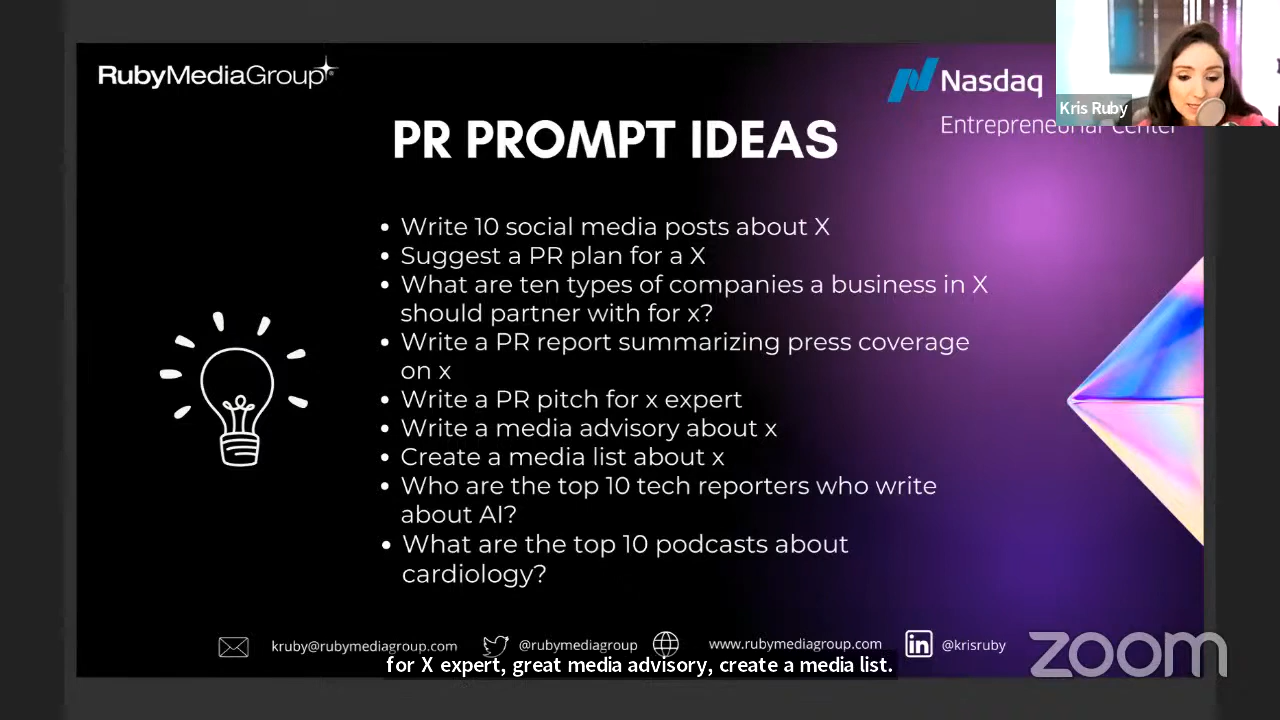 RubyMediaGroup
Nasdaq
Kris Ruby
Entrepreneurial Center
PR PROMPT IDEAS
• Write 10 social media posts about X
• Suggest a PR plan for a X
• What are ten types of companies a business in X
should partner with for x?
• Write a PR report summarizing press coverage
on x
• Write a PR pitch for x expert
• Write a media advisory about x
• Create a media list about x
• Who are the top 10 tech reporters who write
about AI?
• What are the top 10 podcasts about
cardiology?
kruby@rubymediagroup.com @rubymediagroup www.rubymediagroup.com in @krisruby
zoom
for X expert, great media advisory, create a media list.